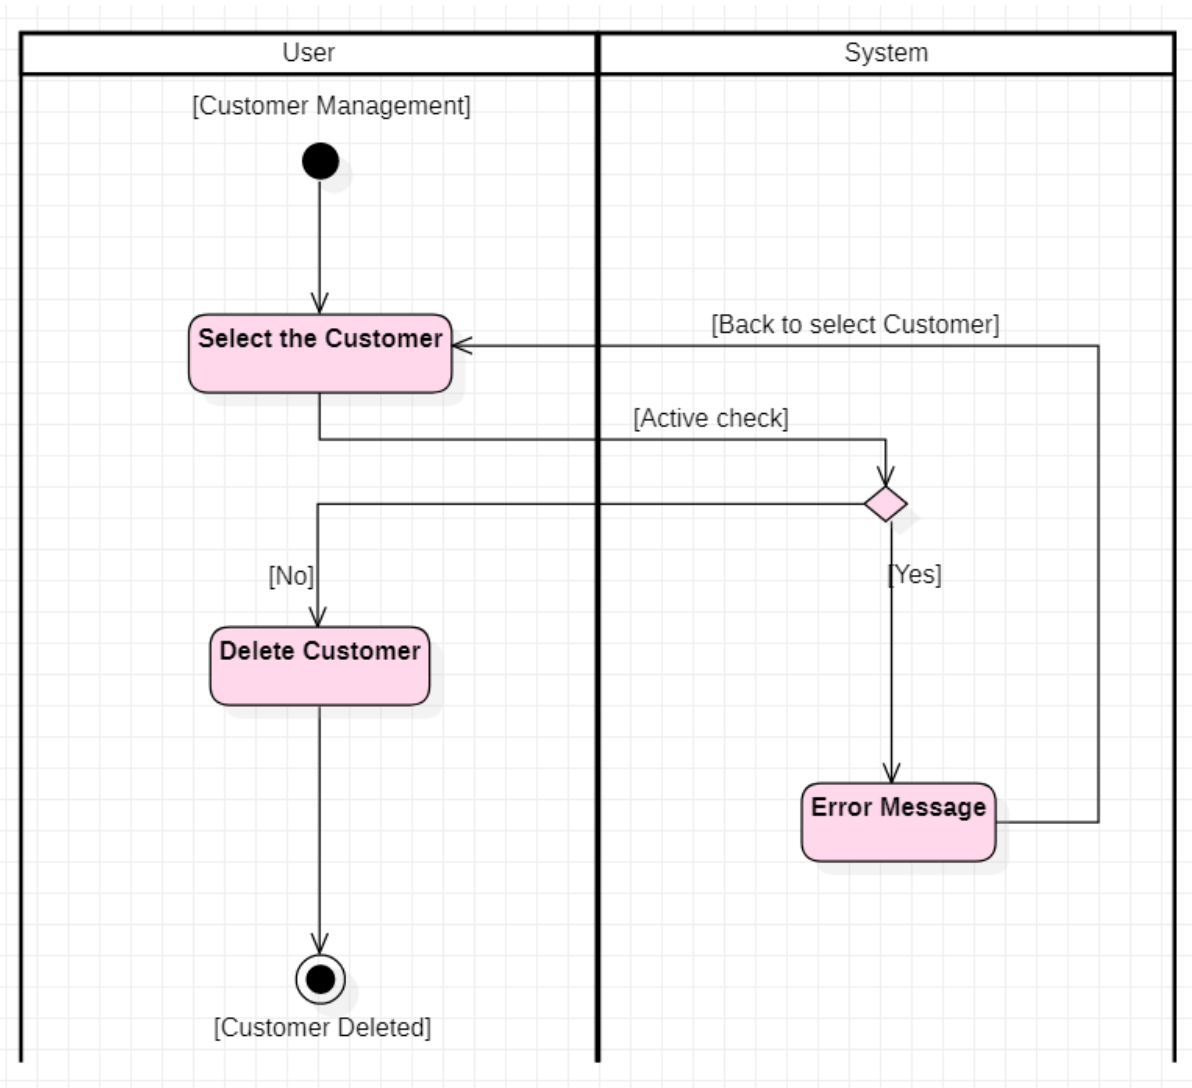 User
System
[Customer Management]
Select the Customer
[Back to select Customer]
[Active check]
[No]
[Yes]
Delete Customer
Error Message
[Customer Deleted]